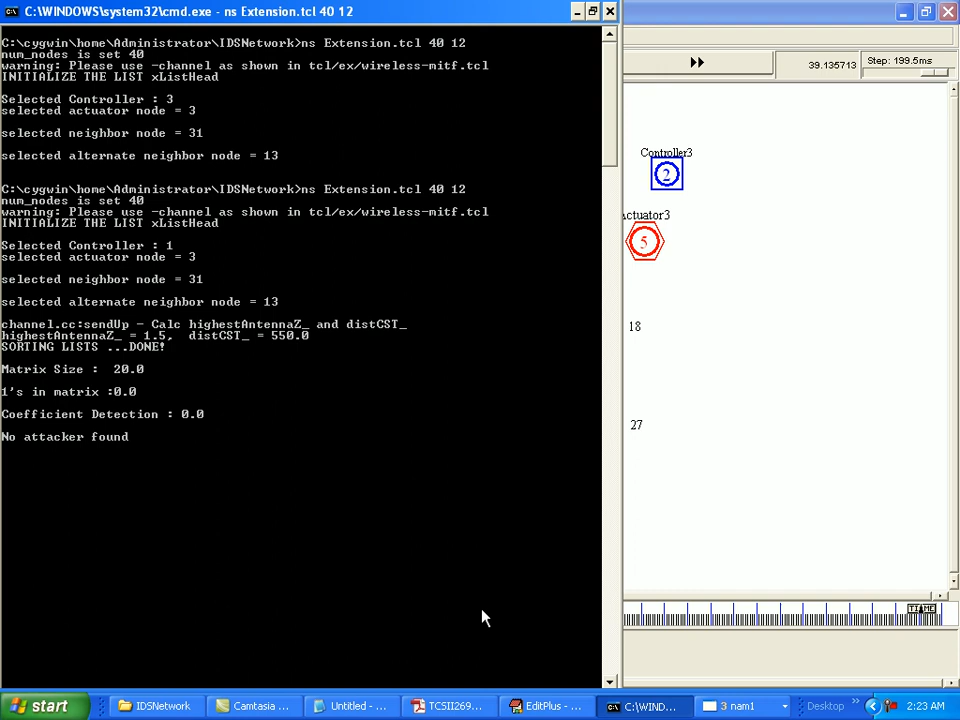 C:\WINDOWS\system32\cmd.exe - ns Extension.tcl 40 12
C:\cygwin\home\Administrator\IDSNetwork>ns Extension.tcl 40 12
num_nodes is set 40
warning: Please use -channel as shown in tcl/ex/wireless-mitf.tcl
INITIALIZE THE LIST xListHead
Selected Controller : 3
selected actuator node = 3
selected neighbor node = 31
selected alternate neighbor node = 13
C:\cygwin\home\Administrator\IDSNetwork>ns Extension.tcl 40 12
num_nodes is set 40
warning: Please use -channel as shown in tcl/ex/wireless-mitf.tcl
INITIALIZE THE LIST xListHead
Selected Controller : 1
selected actuator node = 3
selected neighbor node = 31
selected alternate neighbor node = 13
channel.cc:sendUp - Calc highestAntennaZ_ and distCST_
highestAntennaZ_ = 1.5,  distCST_ = 550.0
SORTING LISTS ...DONE!
Matrix Size :  20.0
1's in matrix :0.0
Coefficient Detection : 0.0
No attacker found
39.135713
Step: 199.5ms
Controller3
2
Actuator3
5
18
27
TIME
start
IDSNetwork
Camtasia ...
Untitled - ...
TCSII269...
EditPlus - ...
C:\WIND...
3 nam1
Desktop
2:23 AM